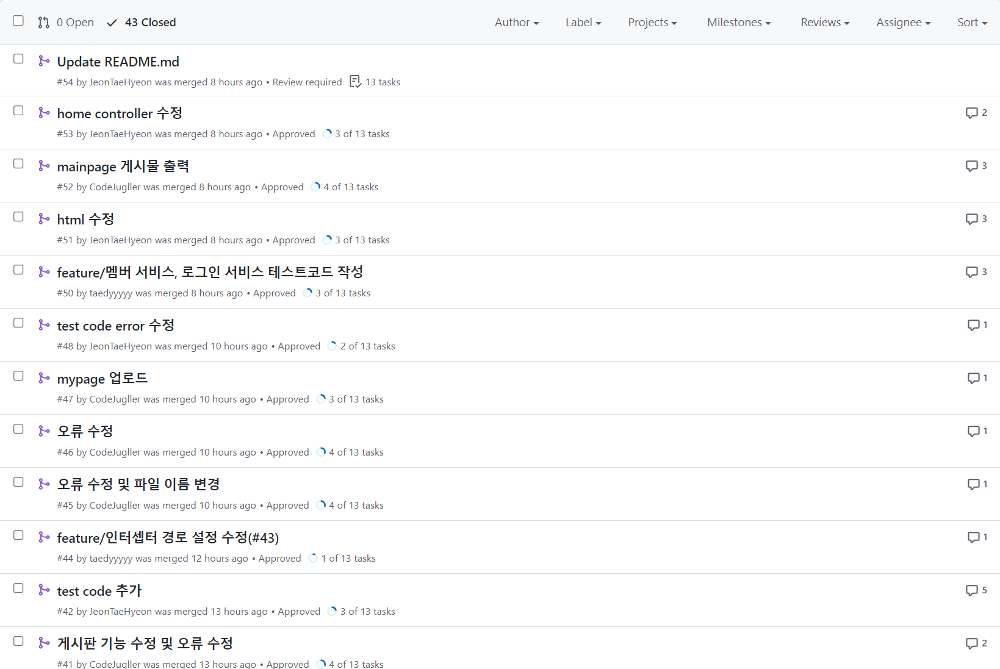 0 Open 43 Closed Author Label Projects Milestones Reviews Assignee Sort
Update README.md
#54 by JeonTaeHyeon was merged 8 hours ago • Review required 13 tasks
home controller 수정 2
#53 by JeonTaeHyeon was merged 8 hours ago • Approved 3 of 13 tasks
mainpage 게시물 출력 3
#52 by CodeJugller was merged 8 hours ago • Approved 4 of 13 tasks
html 수정 3
#51 by JeonTaeHyeon was merged 8 hours ago • Approved 3 of 13 tasks
feature/멤버 서비스, 로그인 서비스 테스트코드 작성 3
#50 by taedyyyyy was merged 8 hours ago • Approved 3 of 13 tasks
test code error 수정 1
#48 by JeonTaeHyeon was merged 10 hours ago • Approved 2 of 13 tasks
mypage 업로드 1
#47 by CodeJugller was merged 10 hours ago • Approved 3 of 13 tasks
오류 수정 1
#46 by CodeJugller was merged 10 hours ago • Approved 4 of 13 tasks
오류 수정 및 파일 이름 변경 1
#45 by CodeJugller was merged 10 hours ago • Approved 4 of 13 tasks
feature/인터셉터 경로 설정 수정(#43) 1
#44 by taedyyyyy was merged 12 hours ago • Approved 1 of 13 tasks
test code 추가 5
#42 by JeonTaeHyeon was merged 13 hours ago • Approved 3 of 13 tasks
게시판 기능 수정 및 오류 수정 2
#41 by CodeJugller was merged 13 hours ago • Approved 4 of 13 tasks